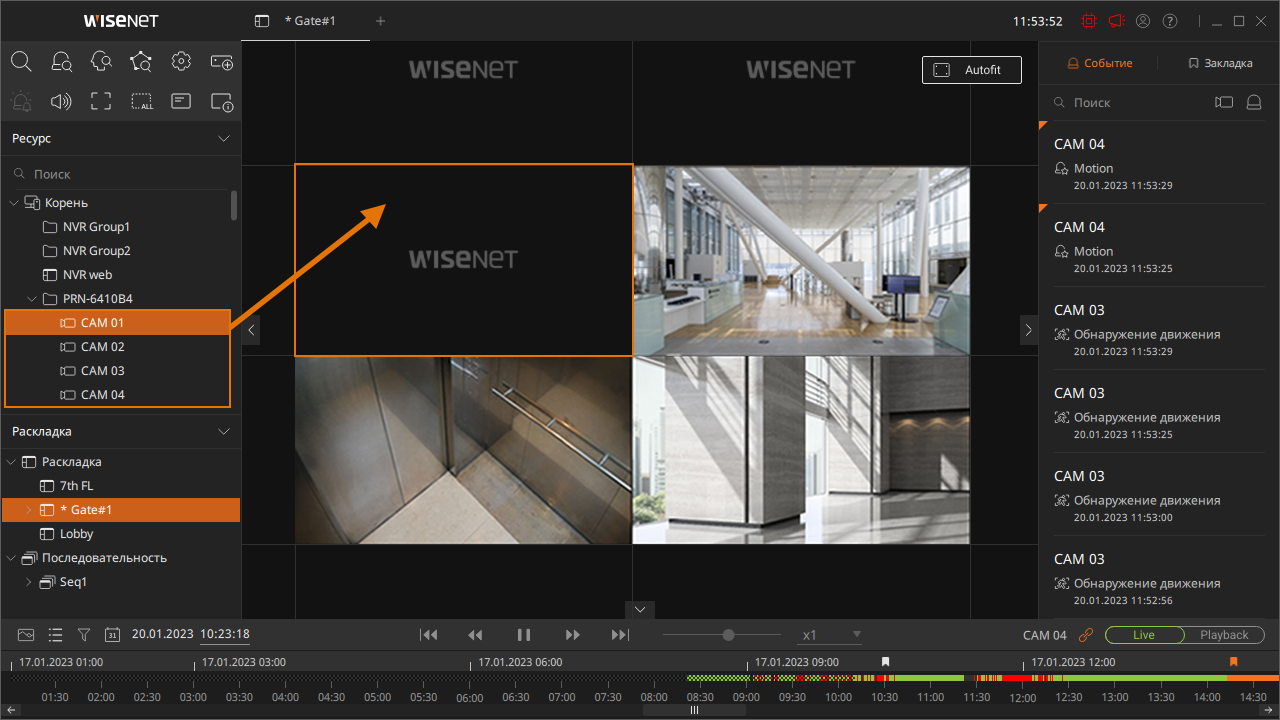 WISENET
* Gate#1
11:53:52
ALL
Ресурс
Поиск
Корень
NVR Group1
NVR Group2
NVR web
PRN-6410B4
CAM 01
CAM 02
CAM 03
CAM 04
Раскладка
Раскладка
7th FL
* Gate#1
Lobby
Последовательность
Seq1
WISENET
WISENET
Autofit
WISENET
Событие
Закладка
Поиск
CAM 04
Motion
20.01.2023 11:53:29
CAM 04
Motion
20.01.2023 11:53:25
CAM 03
Обнаружение движения
20.01.2023 11:53:29
CAM 03
Обнаружение движения
20.01.2023 11:53:25
CAM 03
Обнаружение движения
20.01.2023 11:53:00
CAM 03
Обнаружение движения
20.01.2023 11:52:56
31
20.01.2023 10:23:18
x1
CAM 04
Live
Playback
17.01.2023 01:00 17.01.2023 03:00 17.01.2023 06:00 17.01.2023 09:00 17.01.2023 12:00
01:30 02:00 02:30 03:00 03:30 04:00 04:30 05:00 05:30 06:00 06:30 07:00 07:30 08:00 08:30 09:00 09:30 10:00 10:30 11:00 11:30 12:00 12:30 13:00 13:30 14:00 14:30